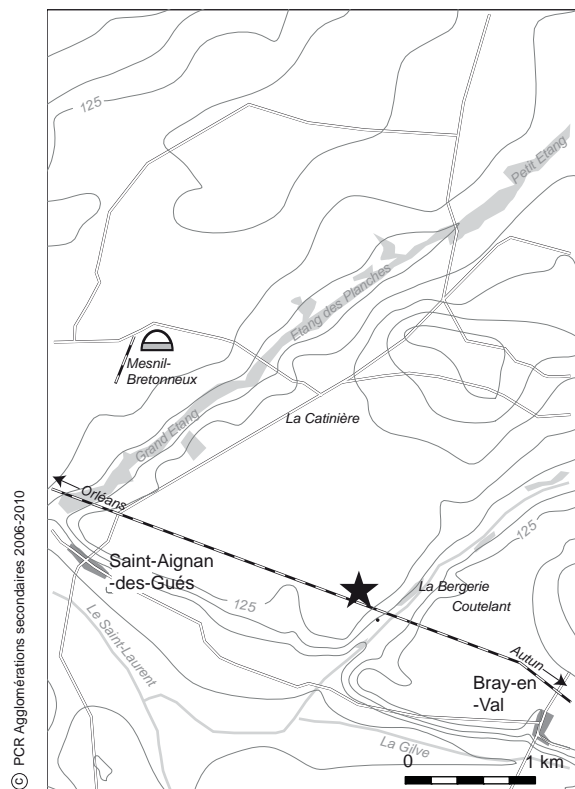 125
Petit Etang
Etang des Planches
Mesnil-
Bretonneux
La Catinière
Grand Etang
Orléans
125
Saint-Aignan
-des-Gués
La Bergerie
Coutelant
125
Le Saint-Laurent
Autun
Bray-en
-Val
La Gilve
0 1 km
© PCR Agglomérations secondaires 2006-2010